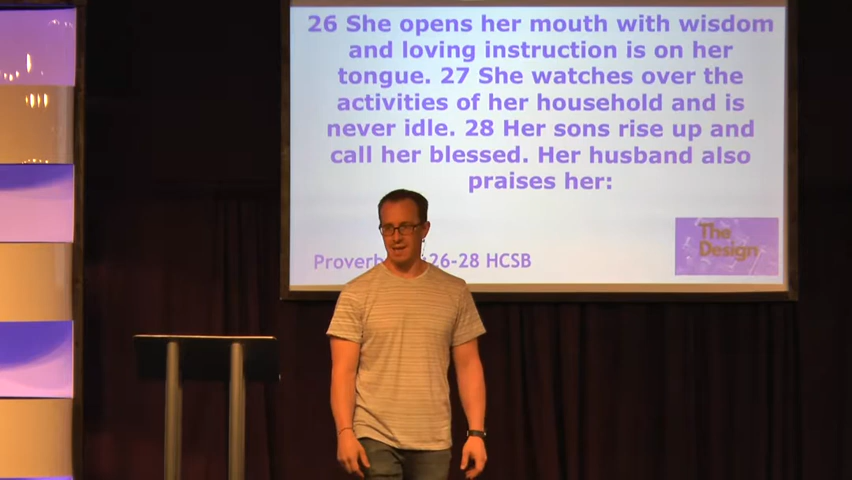 26 She opens her mouth with wisdom
and loving instruction is on her
tongue. 27 She watches over the
activities of her household and is
never idle. 28 Her sons rise up and
call her blessed. Her husband also
praises her:
The
Design
26-28 HCSB